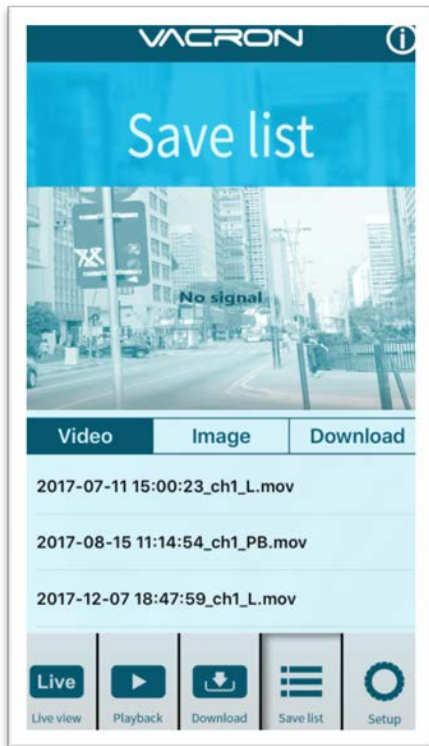 VACRON
Save list
No signal
Video Image Download
2017-07-11 15:00:23_ch1_L.mov
2017-08-15 11:14:54_ch1_PB.mov
2017-12-07 18:47:59_ch1_L.mov
Live
Live view Playback Download Save list Setup